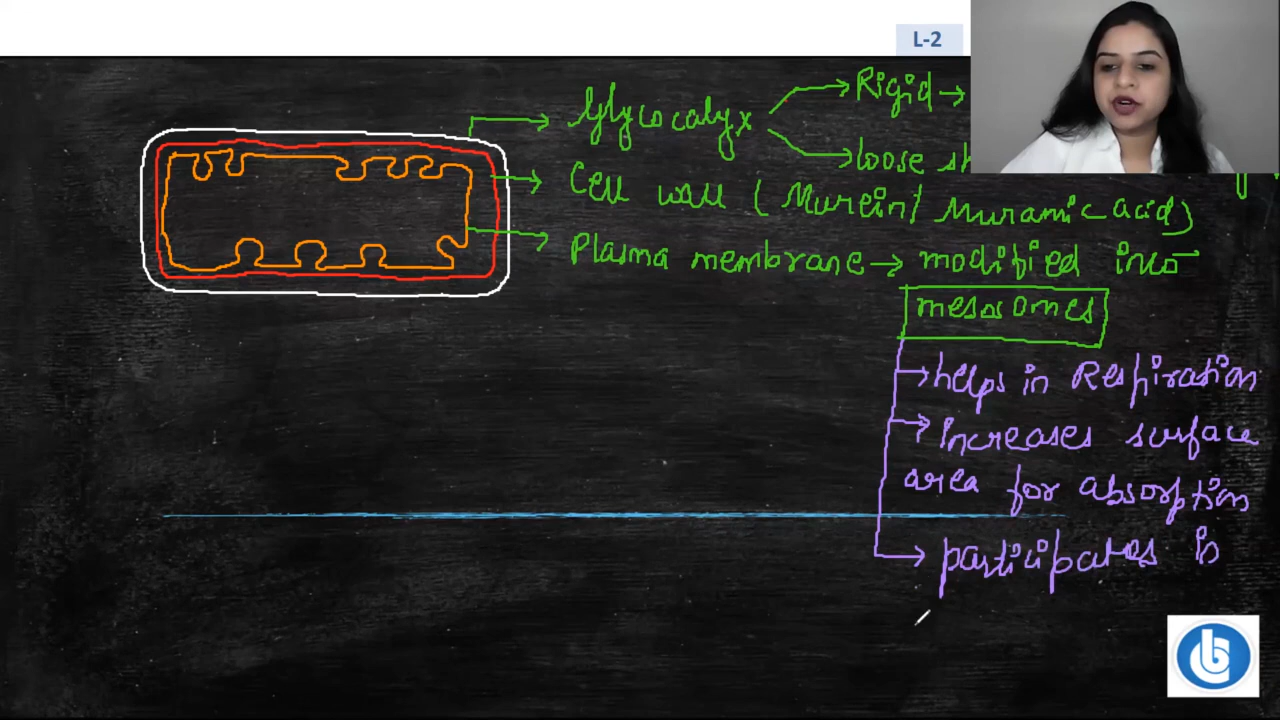 L-2
Glycocalyx → Rigid →
→ loose sh
Cell wall (Murein/ Muramic acid)
Plasma membrane → modified into
mesosomes
→ helps in Respiration
→ Increases surface
area for absorption
→ participates in